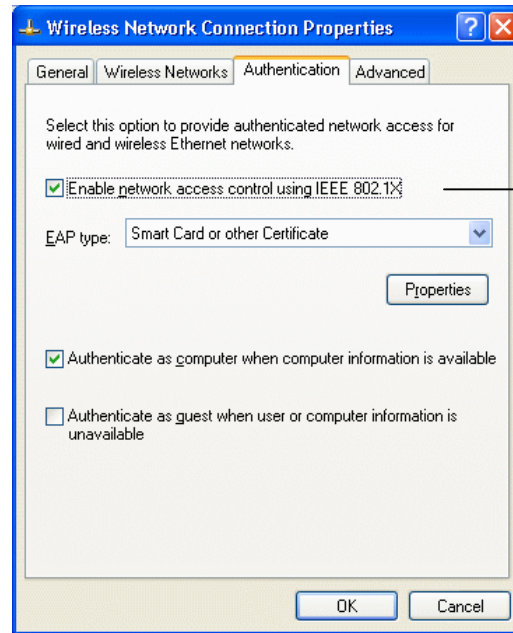 Wireless Network Connection Properties
General Wireless Networks Authentication Advanced
Select this option to provide authenticated network access for
wired and wireless Ethernet networks.
Enable network access control using IEEE 802.1X
EAP type: Smart Card or other Certificate
Properties
Authenticate as computer when computer information is available
Authenticate as guest when user or computer information is
unavailable
OK Cancel